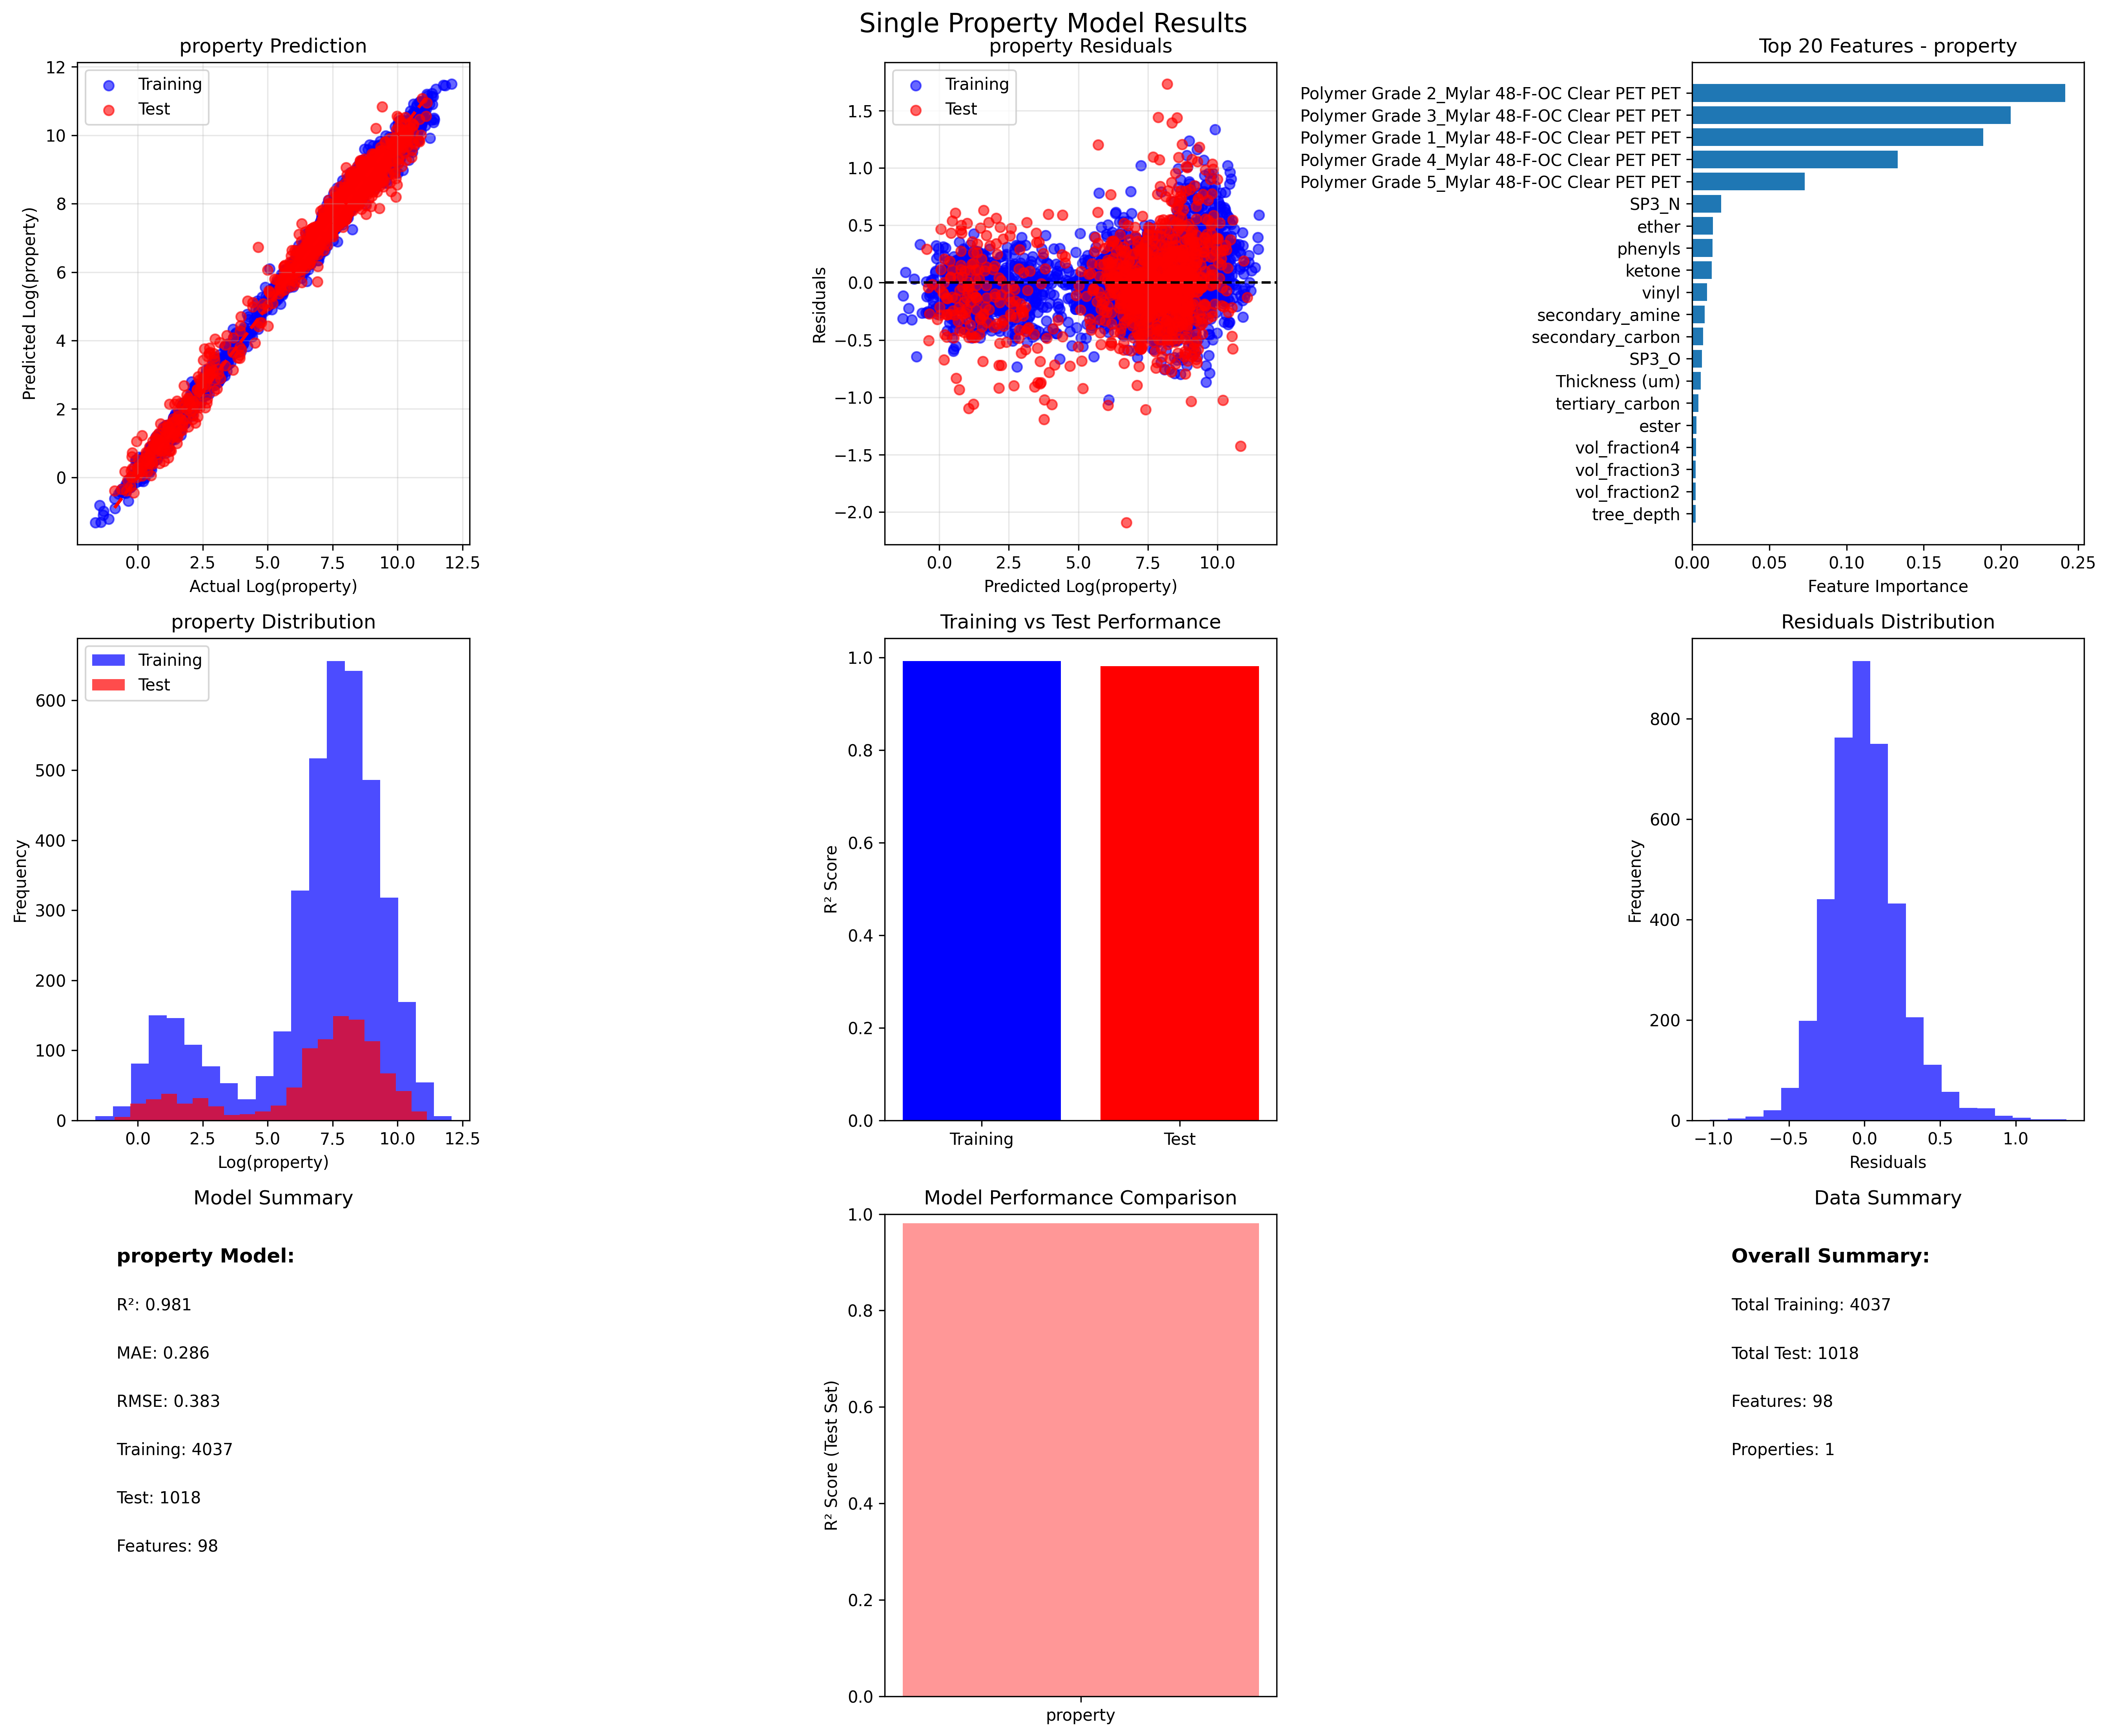 Single Property Model Results
property Prediction
Training
Test
12
10
8
6
4
2
0
Predicted Log(property)
0.0 2.5 5.0 7.5 10.0 12.5
Actual Log(property)
property Residuals
Training
Test
1.5
1.0
0.5
0.0
−0.5
−1.0
−1.5
−2.0
Residuals
0.0 2.5 5.0 7.5 10.0
Predicted Log(property)
Top 20 Features - property
Polymer Grade 2_Mylar 48-F-OC Clear PET PET
Polymer Grade 3_Mylar 48-F-OC Clear PET PET
Polymer Grade 1_Mylar 48-F-OC Clear PET PET
Polymer Grade 4_Mylar 48-F-OC Clear PET PET
Polymer Grade 5_Mylar 48-F-OC Clear PET PET
SP3_N
ether
phenyls
ketone
vinyl
secondary_amine
secondary_carbon
SP3_O
Thickness (um)
tertiary_carbon
ester
vol_fraction4
vol_fraction3
vol_fraction2
tree_depth
0.00 0.05 0.10 0.15 0.20 0.25
Feature Importance
property Distribution
Training
Test
600
500
400
300
200
100
0
Frequency
0.0 2.5 5.0 7.5 10.0 12.5
Log(property)
Training vs Test Performance
1.0
0.8
0.6
0.4
0.2
0.0
R² Score
Training Test
Residuals Distribution
800
600
400
200
0
Frequency
−1.0 −0.5 0.0 0.5 1.0
Residuals
Model Summary
property Model:
R²: 0.981
MAE: 0.286
RMSE: 0.383
Training: 4037
Test: 1018
Features: 98
Model Performance Comparison
1.0
0.8
0.6
0.4
0.2
0.0
R² Score (Test Set)
property
Data Summary
Overall Summary:
Total Training: 4037
Total Test: 1018
Features: 98
Properties: 1